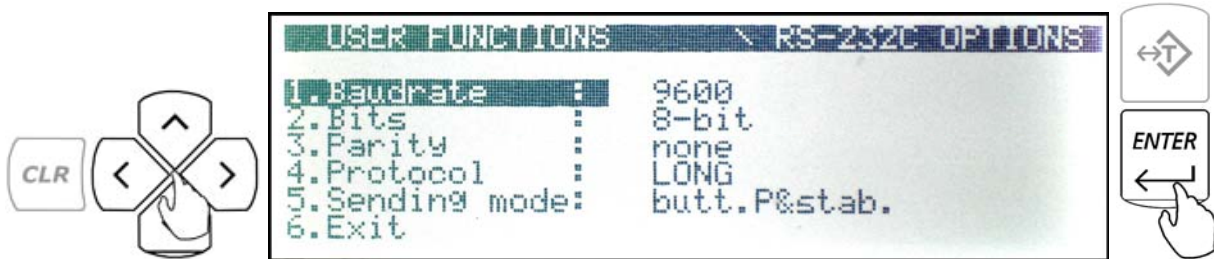 USER FUNCTIONS \ RS-232C OPTIONS
1.Baudrate : 9600
2.Bits : 8-bit
3.Parity : none
4.Protocol : LONG
5.Sending mode: butt.P&stab.
6.Exit
CLR
T
ENTER